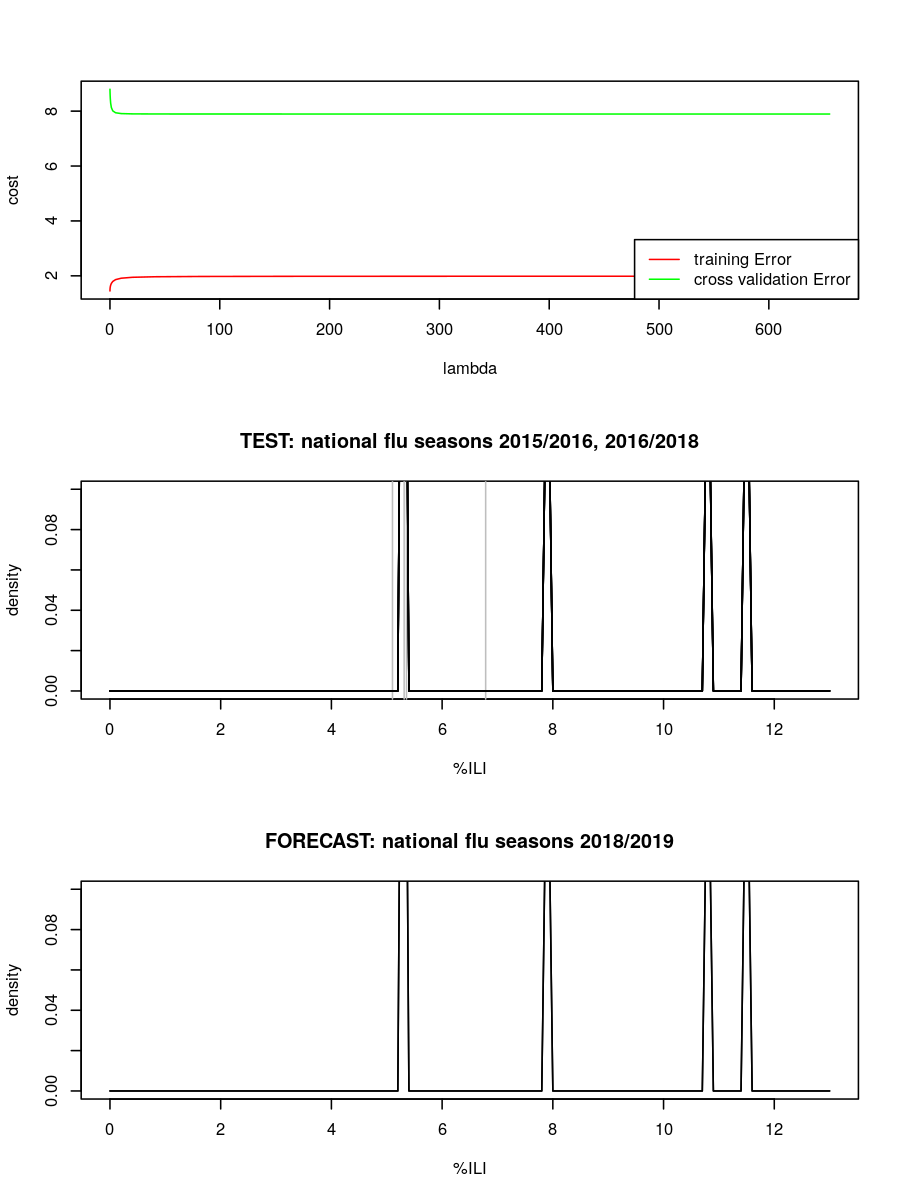 8
6
4
2
cost
training Error
cross validation Error
0 100 200 300 400 500 600
lambda
TEST: national flu seasons 2015/2016, 2016/2018
0.08
0.04
0.00
density
0 2 4 6 8 10 12
%ILI
FORECAST: national flu seasons 2018/2019
0.08
0.04
0.00
density
0 2 4 6 8 10 12
%ILI